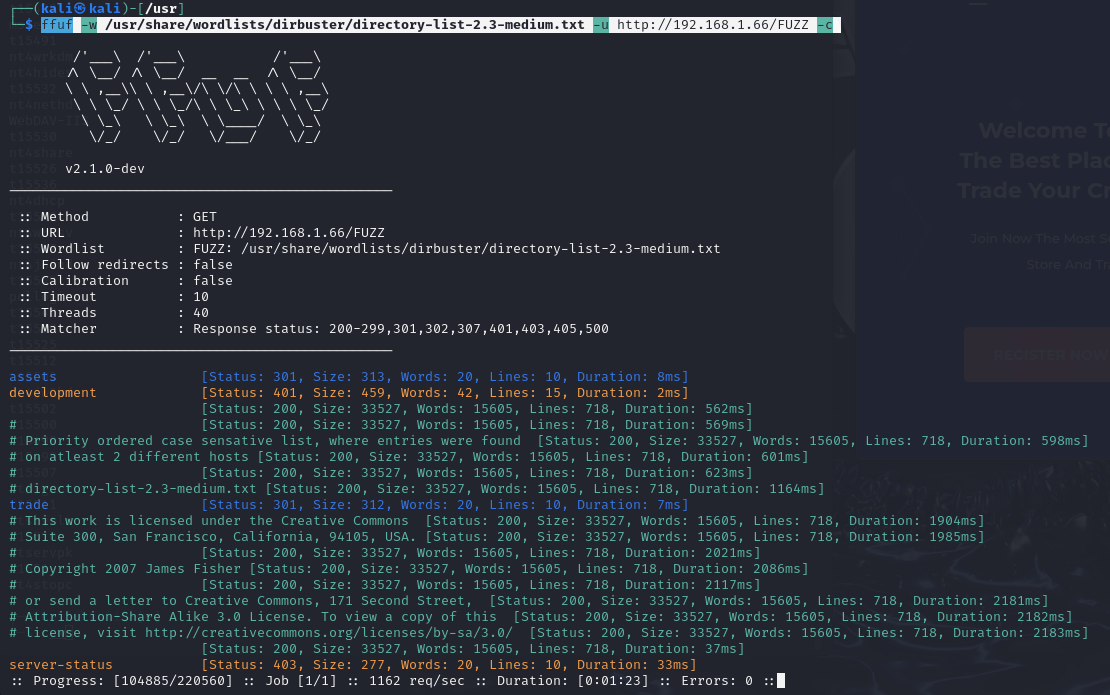 ┌──(kali㉿kali)-[/usr]
└─$ ffuf -w /usr/share/wordlists/dirbuster/directory-list-2.3-medium.txt -u http://192.168.1.66/FUZZ -c
v2.1.0-dev
:: Method : GET
:: URL : http://192.168.1.66/FUZZ
:: Wordlist : FUZZ: /usr/share/wordlists/dirbuster/directory-list-2.3-medium.txt
:: Follow redirects : false
:: Calibration : false
:: Timeout : 10
:: Threads : 40
:: Matcher : Response status: 200-299,301,302,307,401,403,405,500
assets [Status: 301, Size: 313, Words: 20, Lines: 10, Duration: 8ms]
development [Status: 401, Size: 459, Words: 42, Lines: 15, Duration: 2ms]
[Status: 200, Size: 33527, Words: 15605, Lines: 718, Duration: 562ms]
# [Status: 200, Size: 33527, Words: 15605, Lines: 718, Duration: 569ms]
# Priority ordered case sensative list, where entries were found [Status: 200, Size: 33527, Words: 15605, Lines: 718, Duration: 598ms]
# on atleast 2 different hosts [Status: 200, Size: 33527, Words: 15605, Lines: 718, Duration: 601ms]
# [Status: 200, Size: 33527, Words: 15605, Lines: 718, Duration: 623ms]
# directory-list-2.3-medium.txt [Status: 200, Size: 33527, Words: 15605, Lines: 718, Duration: 1164ms]
trade [Status: 301, Size: 312, Words: 20, Lines: 10, Duration: 7ms]
# This work is licensed under the Creative Commons [Status: 200, Size: 33527, Words: 15605, Lines: 718, Duration: 1904ms]
# Suite 300, San Francisco, California, 94105, USA. [Status: 200, Size: 33527, Words: 15605, Lines: 718, Duration: 1985ms]
# [Status: 200, Size: 33527, Words: 15605, Lines: 718, Duration: 2021ms]
# Copyright 2007 James Fisher [Status: 200, Size: 33527, Words: 15605, Lines: 718, Duration: 2086ms]
# [Status: 200, Size: 33527, Words: 15605, Lines: 718, Duration: 2117ms]
# or send a letter to Creative Commons, 171 Second Street, [Status: 200, Size: 33527, Words: 15605, Lines: 718, Duration: 2181ms]
# Attribution-Share Alike 3.0 License. To view a copy of this [Status: 200, Size: 33527, Words: 15605, Lines: 718, Duration: 2182ms]
# license, visit http://creativecommons.org/licenses/by-sa/3.0/ [Status: 200, Size: 33527, Words: 15605, Lines: 718, Duration: 2183ms]
[Status: 200, Size: 33527, Words: 15605, Lines: 718, Duration: 37ms]
server-status [Status: 403, Size: 277, Words: 20, Lines: 10, Duration: 33ms]
:: Progress: [104885/220560] :: Job [1/1] :: 1162 req/sec :: Duration: [0:01:23] :: Errors: 0 ::
Welcome T
The Best Pla
Trade Your Cr
Join Now The Most S
Store And Tr
REGISTER NOW